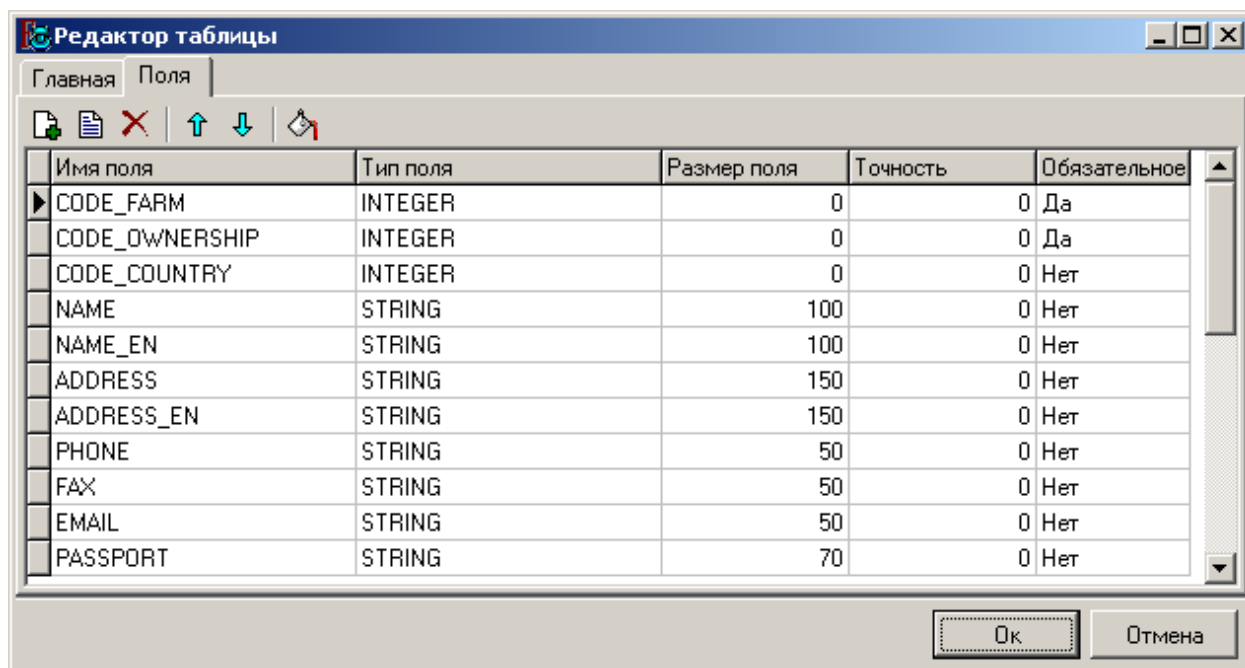 Редактор таблицы
Главная Поля
Имя поля Тип поля Размер поля Точность Обязательное
CODE_FARM INTEGER 0 0 Да
CODE_OWNERSHIP INTEGER 0 0 Да
CODE_COUNTRY INTEGER 0 0 Нет
NAME STRING 100 0 Нет
NAME_EN STRING 100 0 Нет
ADDRESS STRING 150 0 Нет
ADDRESS_EN STRING 150 0 Нет
PHONE STRING 50 0 Нет
FAX STRING 50 0 Нет
EMAIL STRING 50 0 Нет
PASSPORT STRING 70 0 Нет
Ок Отмена